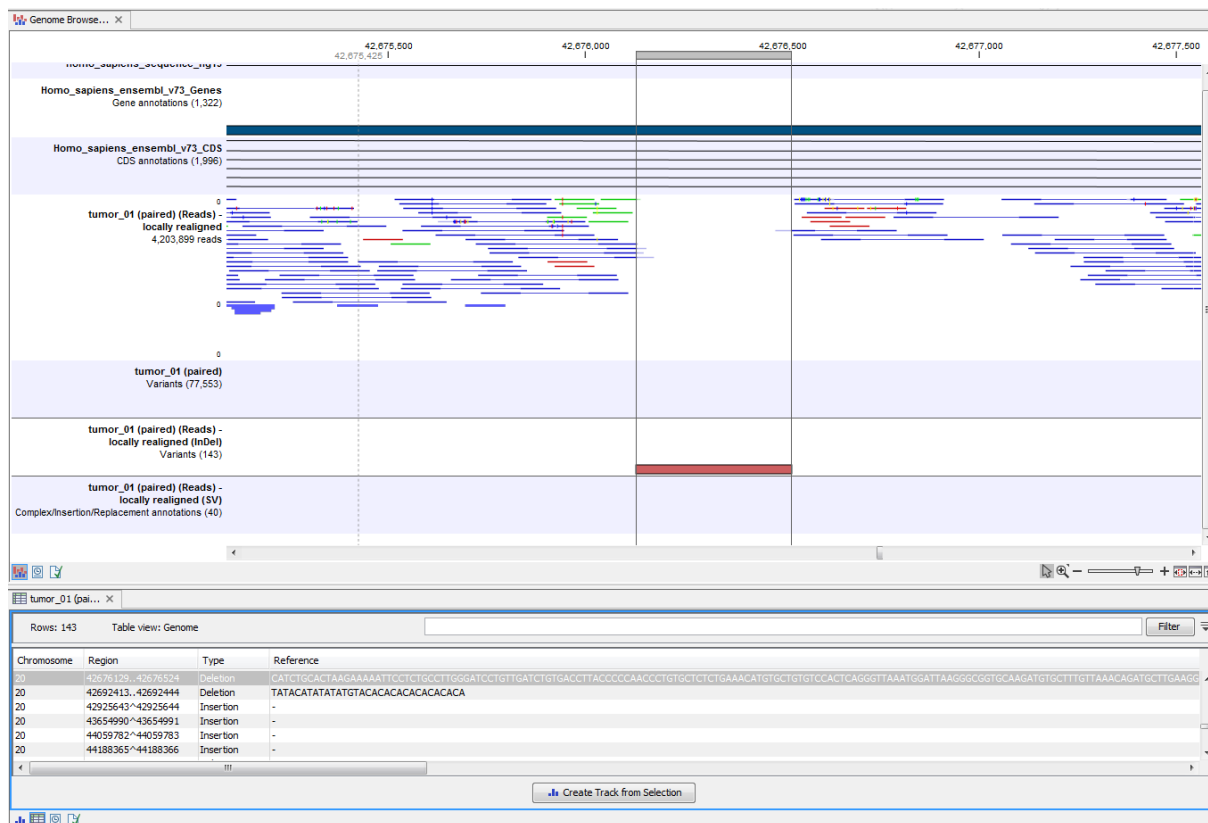 Genome Browse...
42,675,500 42,676,000 42,676,500 42,677,000 42,677,500
42,675,425
Homo_sapiens_sequence_hg19
Homo_sapiens_ensembl_v73_Genes
Gene annotations (1,322)
Homo_sapiens_ensembl_v73_CDS
CDS annotations (1,996)
0
tumor_01 (paired) (Reads) -
locally realigned
4,203,899 reads
0
0
tumor_01 (paired)
Variants (77,553)
tumor_01 (paired) (Reads) -
locally realigned (InDel)
Variants (143)
tumor_01 (paired) (Reads) -
locally realigned (SV)
Complex/Insertion/Replacement annotations (40)
tumor_01 (pai...
Rows: 143 Table view: Genome Filter
Chromosome Region Type Reference
20 42676129..42676524 Deletion CATCTGCACTAAGAAAAATTCCTCTGCCTTGGGATCCTGTTGATCTGTGACCTTACCCCCAACCCTGTGCTCTCTGAAACATGTGCTGTGTCCACTCAGGGTTAAATGGATTAAGGGCGGTGCAAGATGTGCTTTGTTAAACAGATGCTTGAAGG
20 42692413..42692444 Deletion TATACATATATATGTACACACACACACACACA
20 42925643^42925644 Insertion -
20 43654990^43654991 Insertion -
20 44059782^44059783 Insertion -
20 44188365^44188366 Insertion -
Create Track from Selection